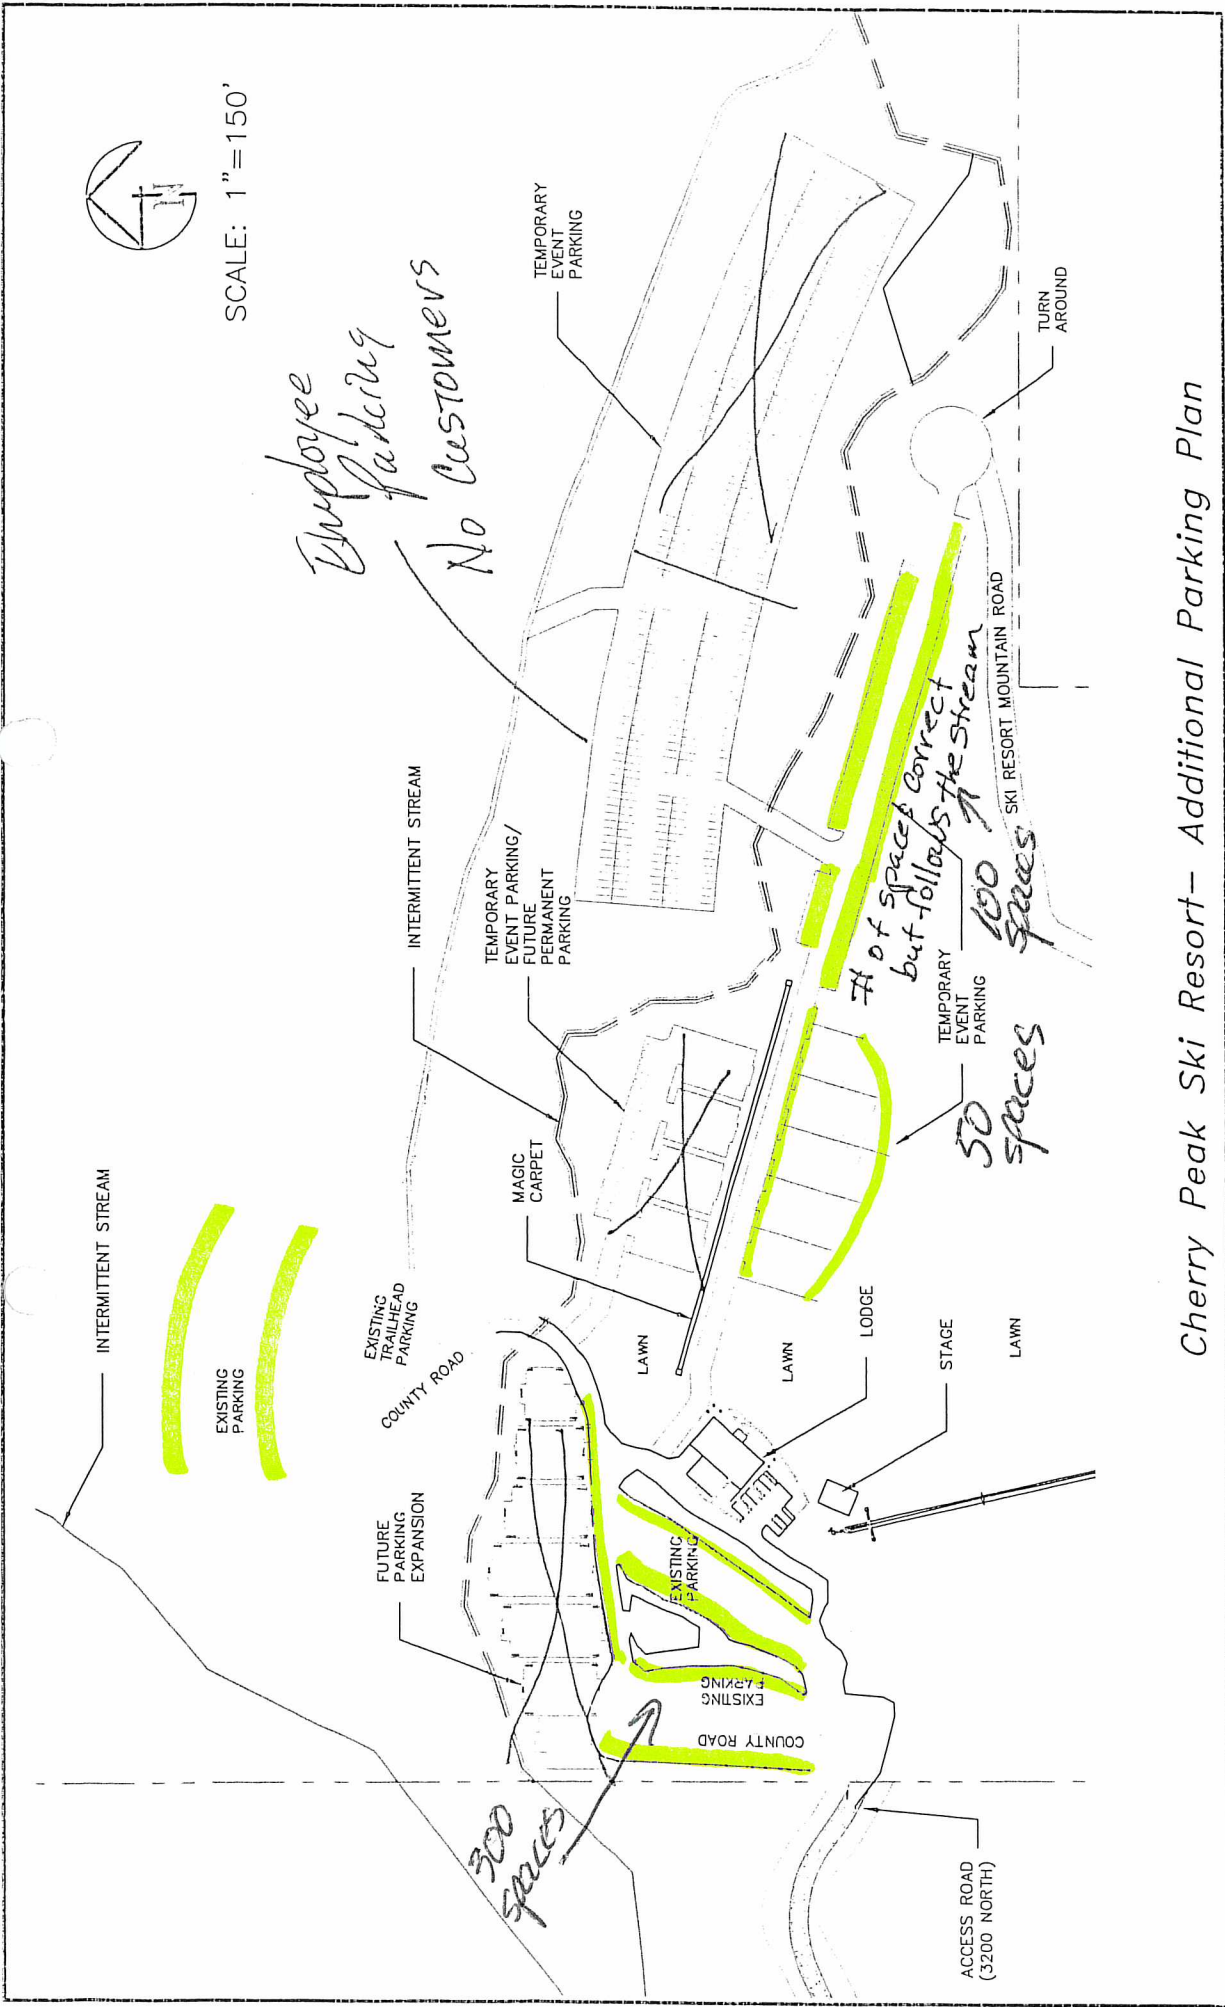 SCALE: 1"=150'
Employee
Parking
No Customers
TEMPORARY
EVENT
PARKING
TURN
AROUND
INTERMITTENT STREAM
TEMPORARY
EVENT PARKING/
FUTURE
PERMANENT
PARKING
MAGIC
CARPET
INTERMITTENT STREAM
EXISTING
PARKING
EXISTING
TRAILHEAD
PARKING
COUNTY ROAD
FUTURE
PARKING
EXPANSION
LAWN
LAWN
LODGE
STAGE
LAWN
# of spaces correct
but follows the stream
100
spaces
SKI RESORT MOUNTAIN ROAD
TEMPORARY
EVENT
PARKING
50
spaces
EXISTING
PARKING
EXISTING
PARKING
COUNTY ROAD
300
spaces
ACCESS ROAD
(3200 NORTH)
N
Cherry Peak Ski Resort- Additional Parking Plan